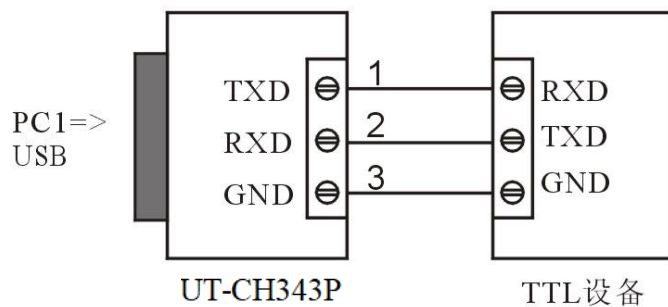 PC1=>
USB
TXD
RXD
GND
1
2
3
RXD
TXD
GND
UT-CH343P
TTL设备